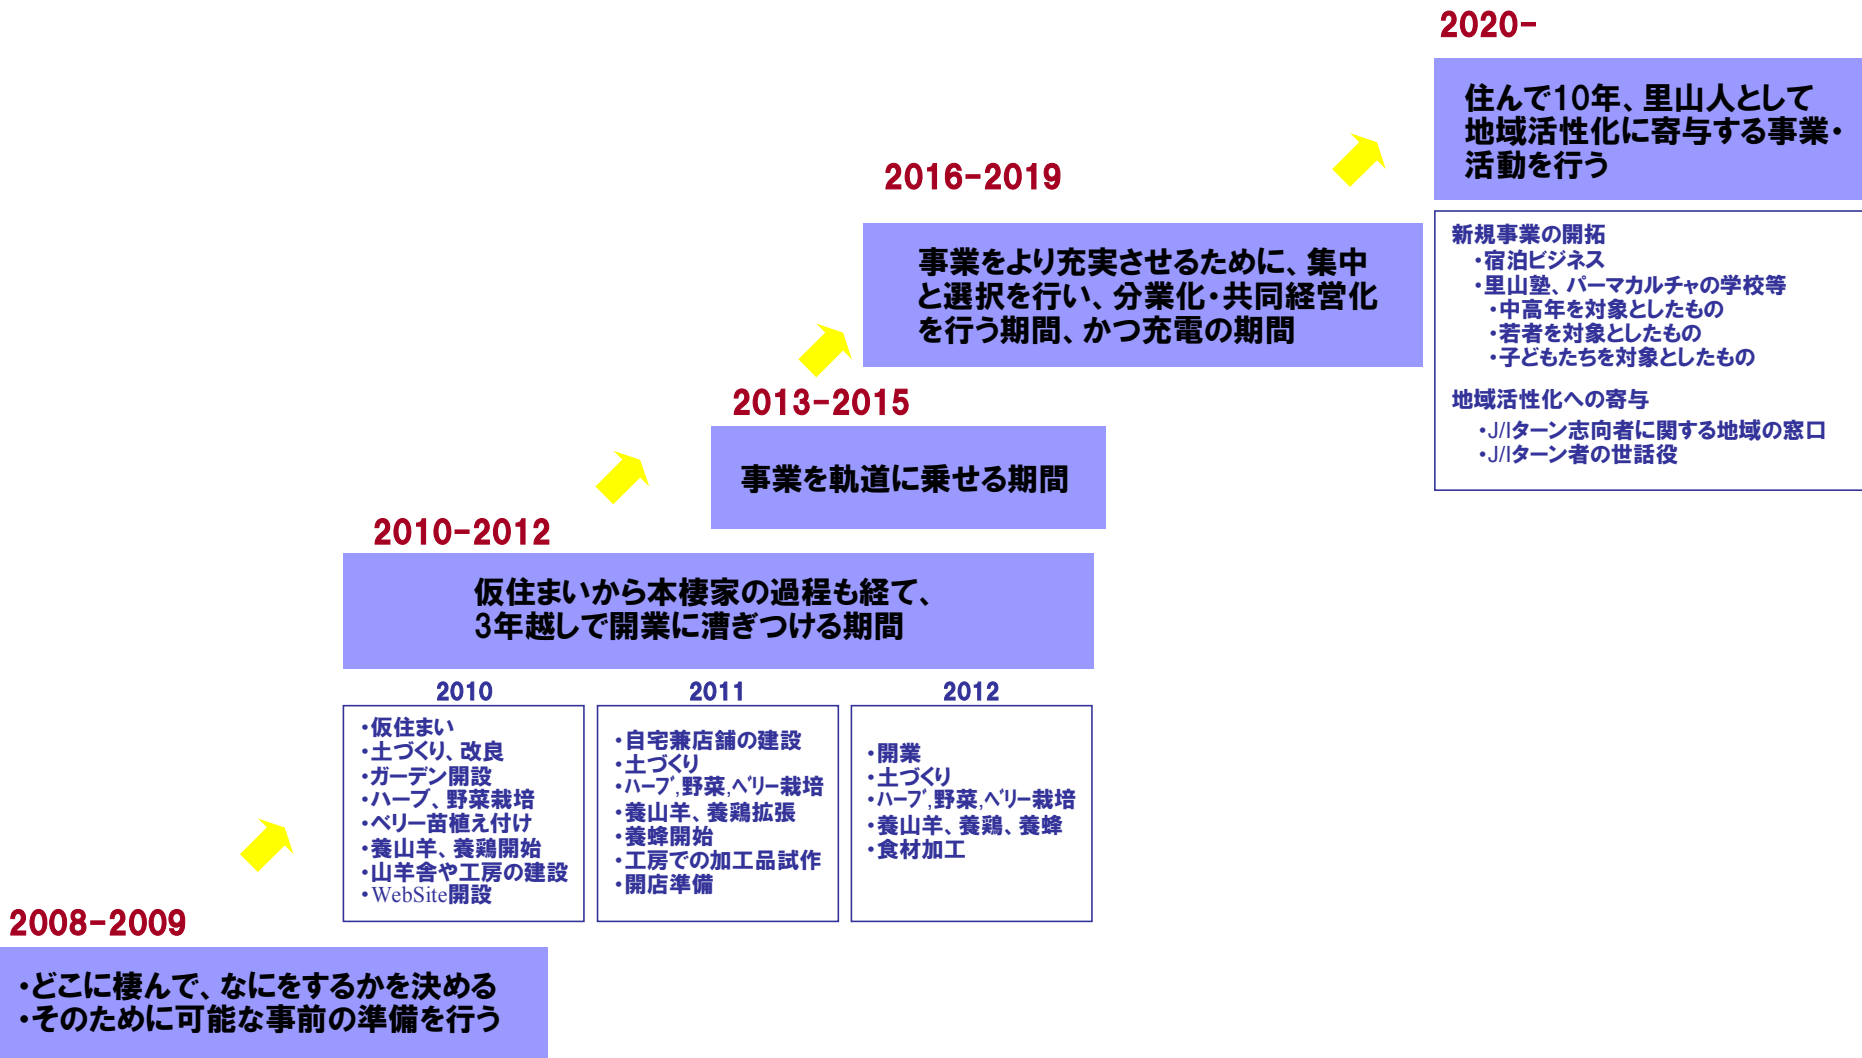 2020-
住んで10年、里山人として
地域活性化に寄与する事業・
活動を行う
新規事業の開拓
・宿泊ビジネス
・里山塾、パーマカルチャの学校等
・中高年を対象としたもの
・若者を対象としたもの
・子どもたちを対象としたもの
地域活性化への寄与
・J/Iターン志向者に関する地域の窓口
・J/Iターン者の世話役
2016-2019
事業をより充実させるために、集中
と選択を行い、分業化・共同経営化
を行う期間、かつ充電の期間
2013-2015
事業を軌道に乗せる期間
2010-2012
仮住まいから本棲家の過程も経て、
3年越しで開業に漕ぎつける期間
2010
・仮住まい
・土づくり、改良
・ガーデン開設
・ハーブ、野菜栽培
・ベリー苗植え付け
・養山羊、養鶏開始
・山羊舎や工房の建設
・WebSite開設
2011
・自宅兼店舗の建設
・土づくり
・ハーブ,野菜,ベリー栽培
・養山羊、養鶏拡張
・養蜂開始
・工房での加工品試作
・開店準備
2012
・開業
・土づくり
・ハーブ,野菜,ベリー栽培
・養山羊、養鶏、養蜂
・食材加工
2008-2009
・どこに棲んで、なにをするかを決める
・そのために可能な事前の準備を行う